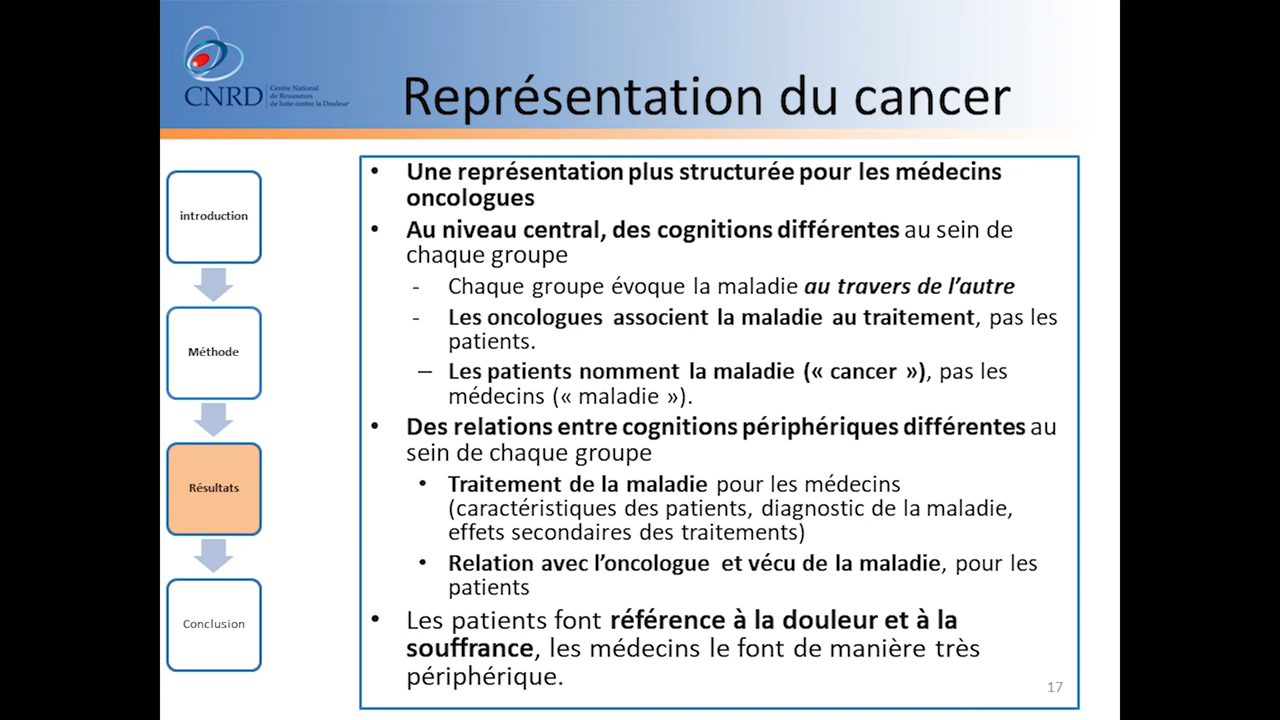 CNRD
Centre National
de Ressources
de lutte contre la Douleur
Représentation du cancer
introduction
Méthode
Résultats
Conclusion
• Une représentation plus structurée pour les médecins
oncologues
• Au niveau central, des cognitions différentes au sein de
chaque groupe
- Chaque groupe évoque la maladie au travers de l’autre
- Les oncologues associent la maladie au traitement, pas les
patients.
– Les patients nomment la maladie (« cancer »), pas les
médecins (« maladie »).
• Des relations entre cognitions périphériques différentes au
sein de chaque groupe
• Traitement de la maladie pour les médecins
(caractéristiques des patients, diagnostic de la maladie,
effets secondaires des traitements)
• Relation avec l’oncologue et vécu de la maladie, pour les
patients
• Les patients font référence à la douleur et à la
souffrance, les médecins le font de manière très
périphérique.
17